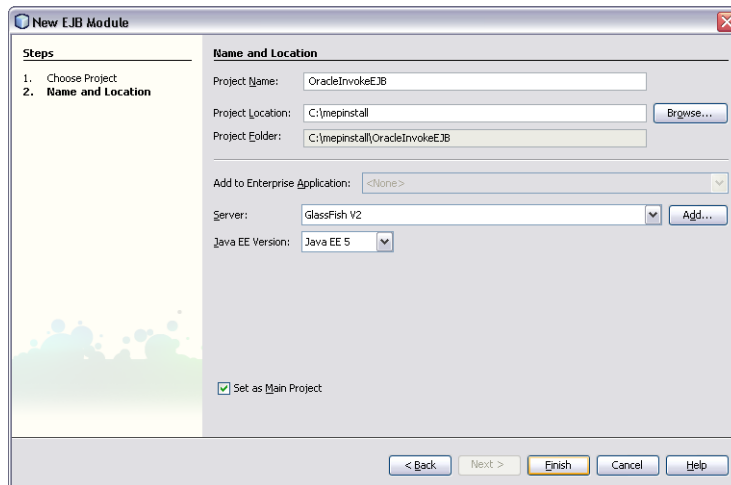 New EJB Module
Steps
1. Choose Project
2. Name and Location
Name and Location
Project Name: OracleInvokeEJB
Project Location: C:\mepinstall Browse...
Project Folder: C:\mepinstall\OracleInvokeEJB
Add to Enterprise Application: <None>
Server: GlassFish V2 Add...
Java EE Version: Java EE 5
Set as Main Project
< Back Next > Finish Cancel Help